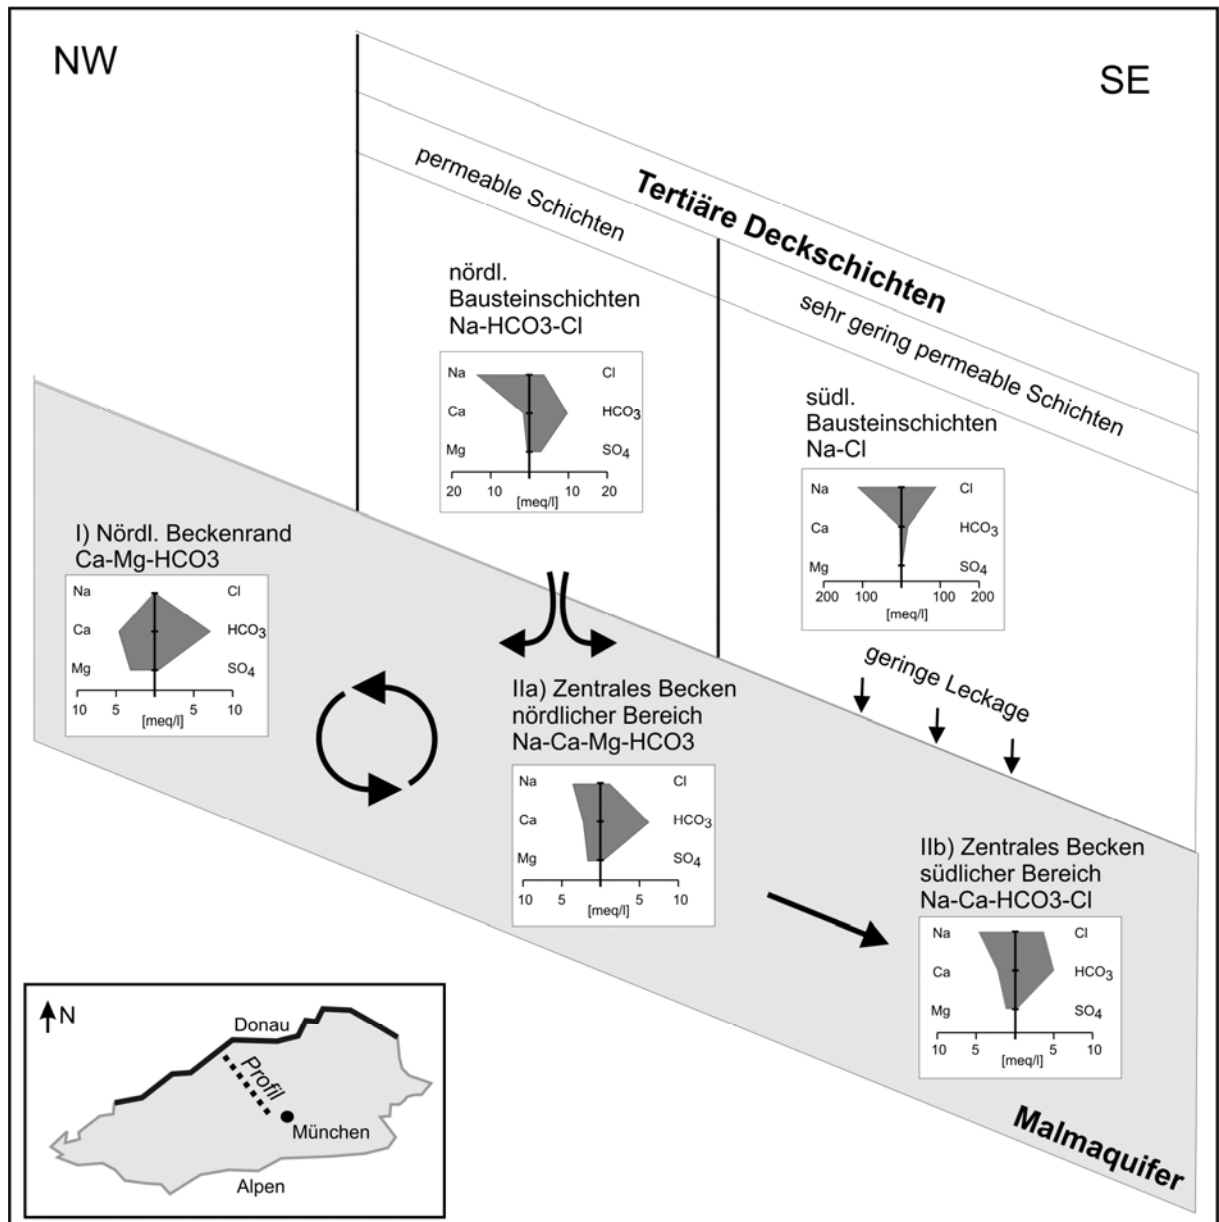 NW
SE
Tertiäre Deckschichten
permeable Schichten
sehr gering permeable Schichten
nördl.
Bausteinschichten
Na-HCO3-Cl
Na Cl
Ca HCO3
Mg SO4
20 10 10 20
[meq/l]
südl.
Bausteinschichten
Na-Cl
Na Cl
Ca HCO3
Mg SO4
200 100 100 200
[meq/l]
I) Nördl. Beckenrand
Ca-Mg-HCO3
Na Cl
Ca HCO3
Mg SO4
10 5 5 10
[meq/l]
geringe Leckage
IIa) Zentrales Becken
nördlicher Bereich
Na-Ca-Mg-HCO3
Na Cl
Ca HCO3
Mg SO4
10 5 5 10
[meq/l]
IIb) Zentrales Becken
südlicher Bereich
Na-Ca-HCO3-Cl
Na Cl
Ca HCO3
Mg SO4
10 5 5 10
[meq/l]
Malmaquifer
N
Donau
Profil
München
Alpen